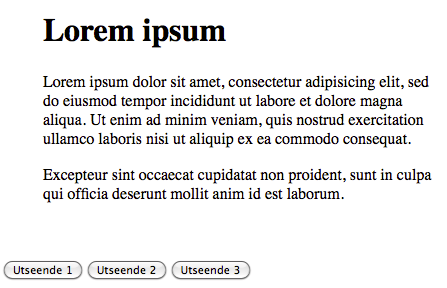 Lorem ipsum
Lorem ipsum dolor sit amet, consectetur adipisicing elit, sed
do eiusmod tempor incididunt ut labore et dolore magna
aliqua. Ut enim ad minim veniam, quis nostrud exercitation
ullamco laboris nisi ut aliquip ex ea commodo consequat.
Excepteur sint occaecat cupidatat non proident, sunt in culpa
qui officia deserunt mollit anim id est laborum.
Utseende 1 Utseende 2 Utseende 3